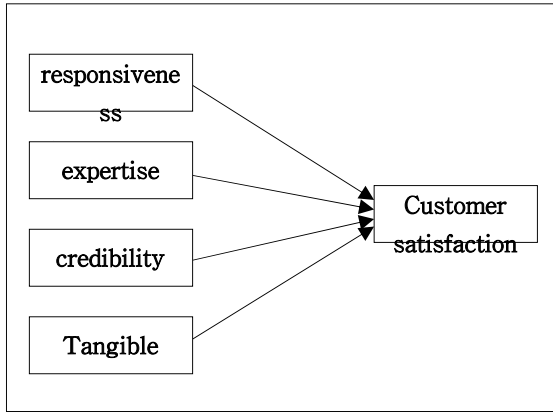 responsivene
ss
expertise
credibility
Tangible
Customer
satisfaction